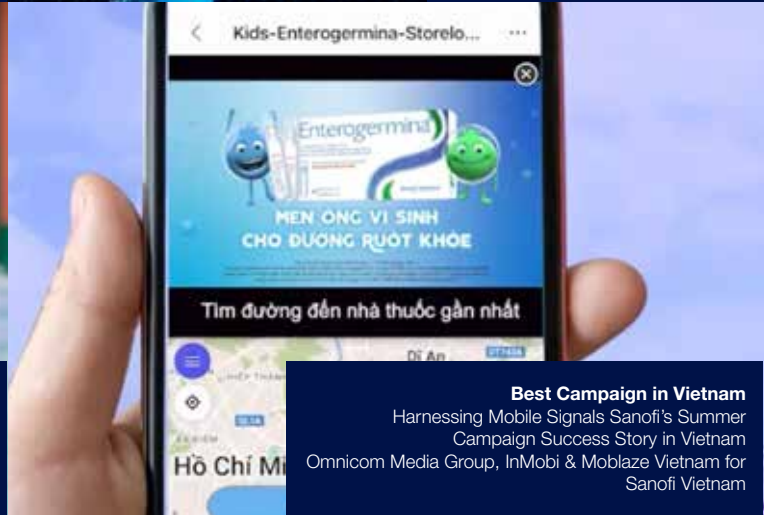 Kids-Enterogermina-Storelo...
Enterogermina
MEN ỐNG VI SINH
CHO ĐƯỜNG RUỘT KHỎE
Tìm đường đến nhà thuốc gần nhất
Dĩ An
Hồ Chí Mi
Best Campaign in Vietnam
Harnessing Mobile Signals Sanofi's Summer
Campaign Success Story in Vietnam
Omnicom Media Group, InMobi & Moblaze Vietnam for
Sanofi Vietnam